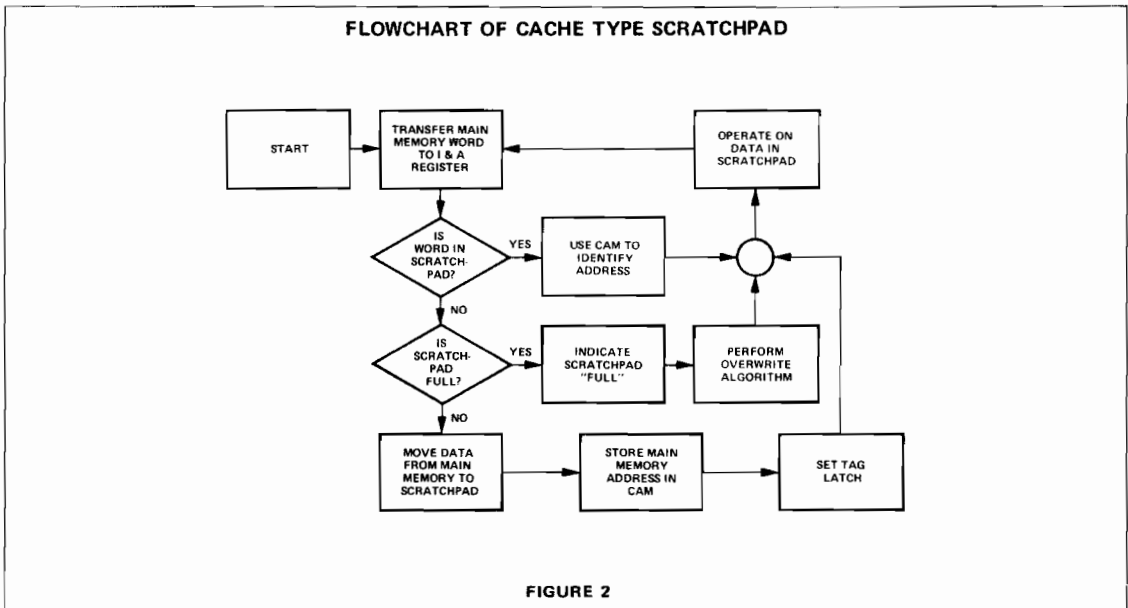 FLOWCHART OF CACHE TYPE SCRATCHPAD
START
TRANSFER MAIN
MEMORY WORD
TO I & A
REGISTER
OPERATE ON
DATA IN
SCRATCHPAD
IS
WORD IN
SCRATCH-
PAD?
YES
USE CAM TO
IDENTIFY
ADDRESS
NO
IS
SCRATCH-
PAD
FULL?
YES
INDICATE
SCRATCHPAD
"FULL"
PERFORM
OVERWRITE
ALGORITHM
NO
MOVE DATA
FROM MAIN
MEMORY TO
SCRATCHPAD
STORE MAIN
MEMORY
ADDRESS IN
CAM
SET TAG
LATCH
FIGURE 2